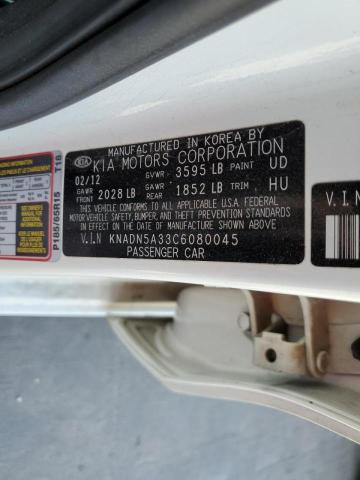 MANUFACTURED IN KOREA BY
KIA KIA MOTORS CORPORATION
02/12 GVWR 3595 LB PAINT UD
GAWR FRONT 2028 LB GAWR REAR 1852 LB TRIM HU
THIS VEHICLE CONFORMS TO ALL APPLICABLE U.S.A. FEDERAL
MOTOR VEHICLE SAFETY, BUMPER, AND THEFT PREVENTION
STANDARDS IN EFFECT ON THE DATE OF MANUFACTURE SHOWN ABOVE.
V.I.N KNADN5A33C6080045
PASSENGER CAR
P185/65R15 T18
V.I.N